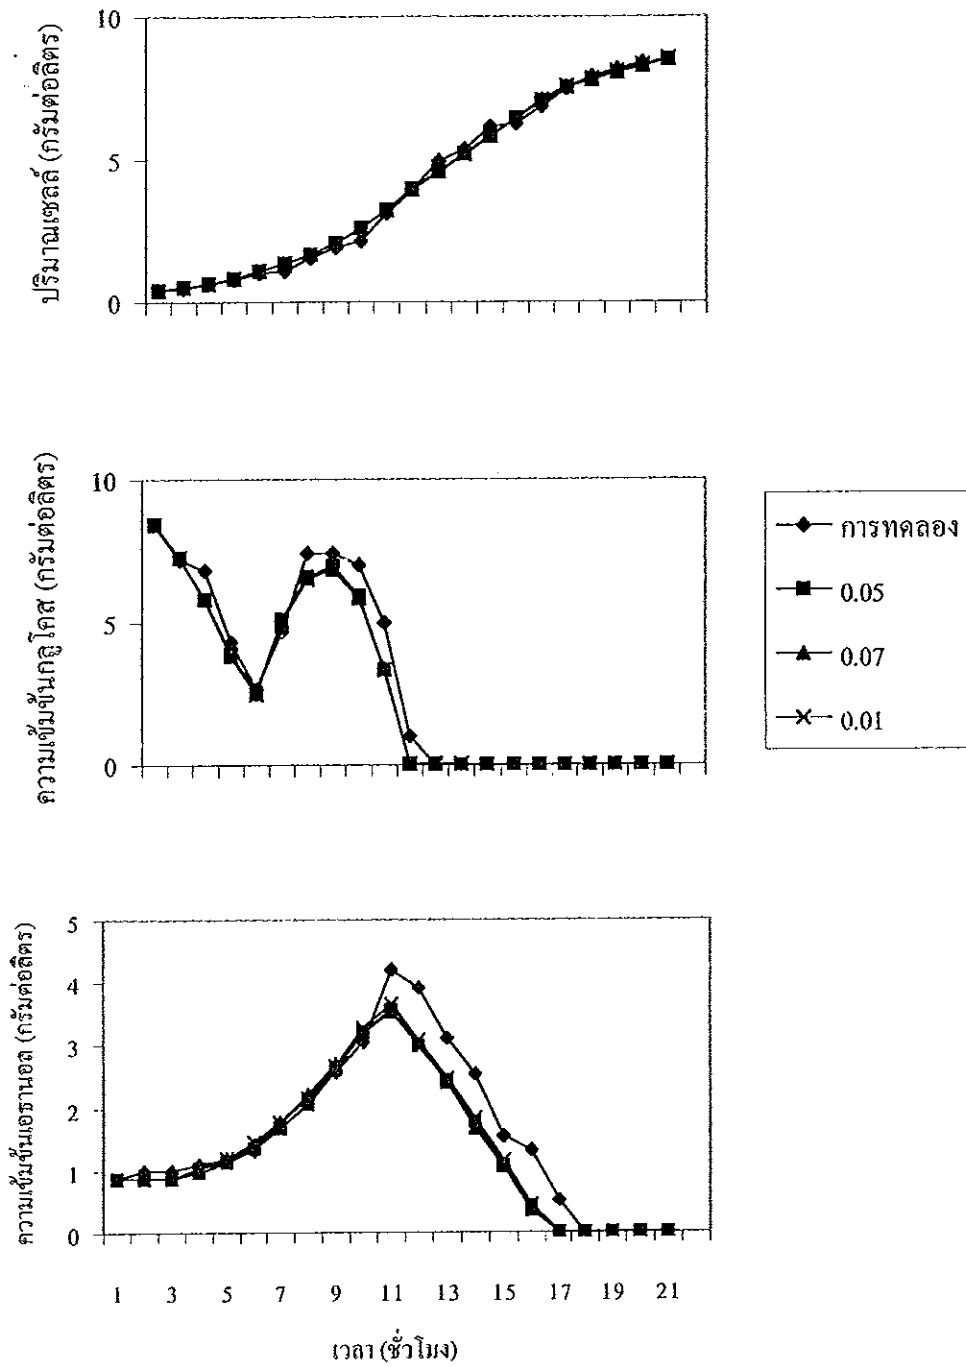 ปริมาณเซลล์ (กรัมต่อลิตร)
10
5
0
ความเข้มข้นกลูโคส (กรัมต่อลิตร)
10
5
0
การทดลอง
0.05
0.07
0.01
ความเข้มข้นเอธานอล (กรัมต่อลิตร)
5
4
3
2
1
0
1 3 5 7 9 11 13 15 17 19 21
เวลา (ชั่วโมง)